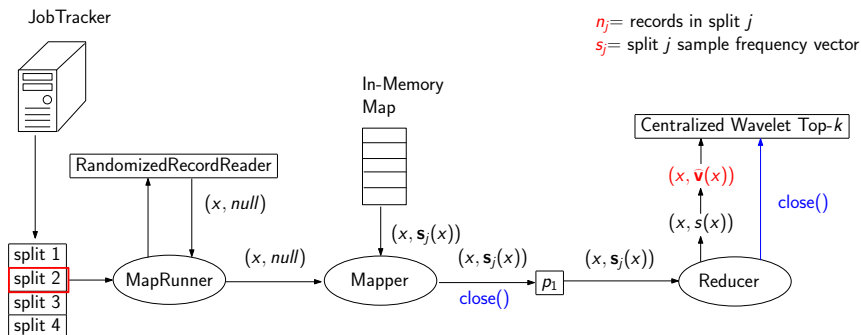 JobTracker
n_j= records in split j
s_j= split j sample frequency vector
In-Memory
Map
Centralized Wavelet Top-k
RandomizedRecordReader
(x, v̂(x))
(x, null)
close()
(x, s_j(x))
(x, s(x))
split 1
split 2
split 3
split 4
MapRunner
(x, null)
Mapper
(x, s_j(x))
close()
p_1
(x, s_j(x))
Reducer